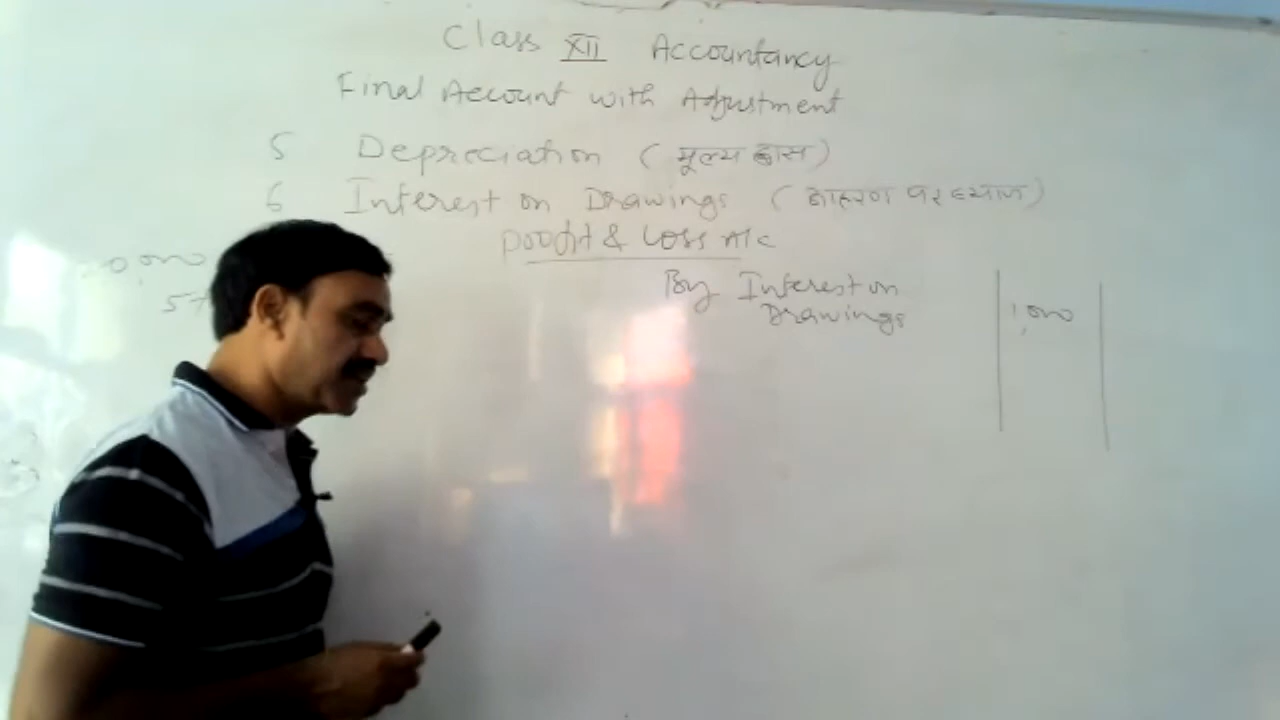 Class XII Accountancy
Final Account with Adjustment
5 Depreciation (मूल्य ह्रास)
6 Interest on Drawings (आहरण पर ब्याज)
Profit & Loss A/c
By Interest on
Drawings 1,000